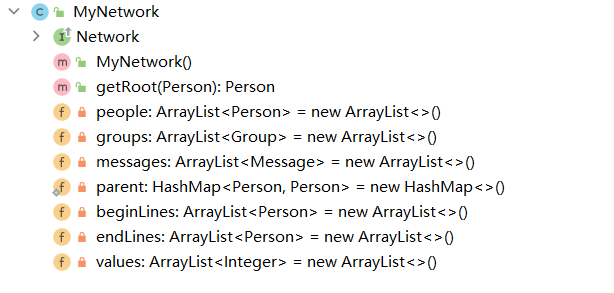 C MyNetwork
I Network
m MyNetwork()
m getRoot(Person): Person
f people: ArrayList<Person> = new ArrayList<>()
f groups: ArrayList<Group> = new ArrayList<>()
f messages: ArrayList<Message> = new ArrayList<>()
f parent: HashMap<Person, Person> = new HashMap<>()
f beginLines: ArrayList<Person> = new ArrayList<>()
f endLines: ArrayList<Person> = new ArrayList<>()
f values: ArrayList<Integer> = new ArrayList<>()